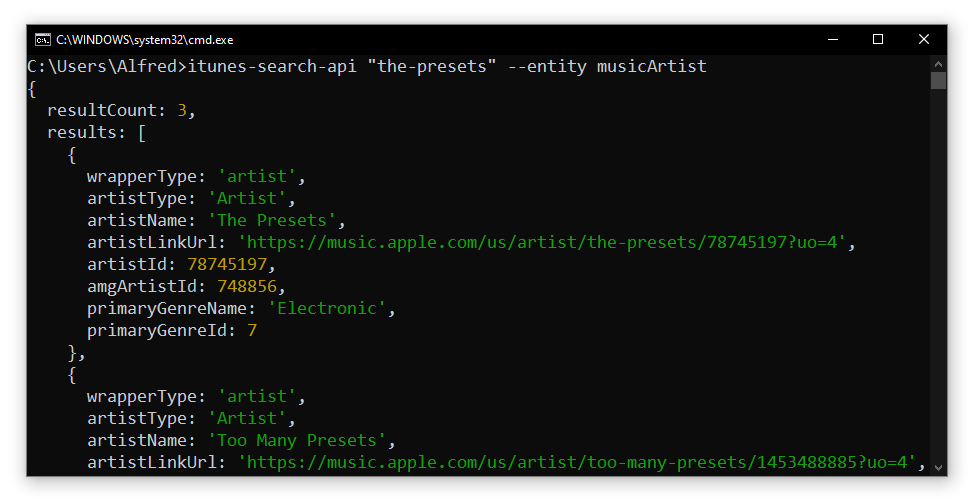 C:\WINDOWS\system32\cmd.exe
C:\Users\Alfred>itunes-search-api "the-presets" --entity musicArtist
{
  resultCount: 3,
  results: [
    {
      wrapperType: 'artist',
      artistType: 'Artist',
      artistName: 'The Presets',
      artistLinkUrl: 'https://music.apple.com/us/artist/the-presets/78745197?uo=4',
      artistId: 78745197,
      amgArtistId: 748856,
      primaryGenreName: 'Electronic',
      primaryGenreId: 7
    },
    {
      wrapperType: 'artist',
      artistType: 'Artist',
      artistName: 'Too Many Presets',
      artistLinkUrl: 'https://music.apple.com/us/artist/too-many-presets/1453488885?uo=4',